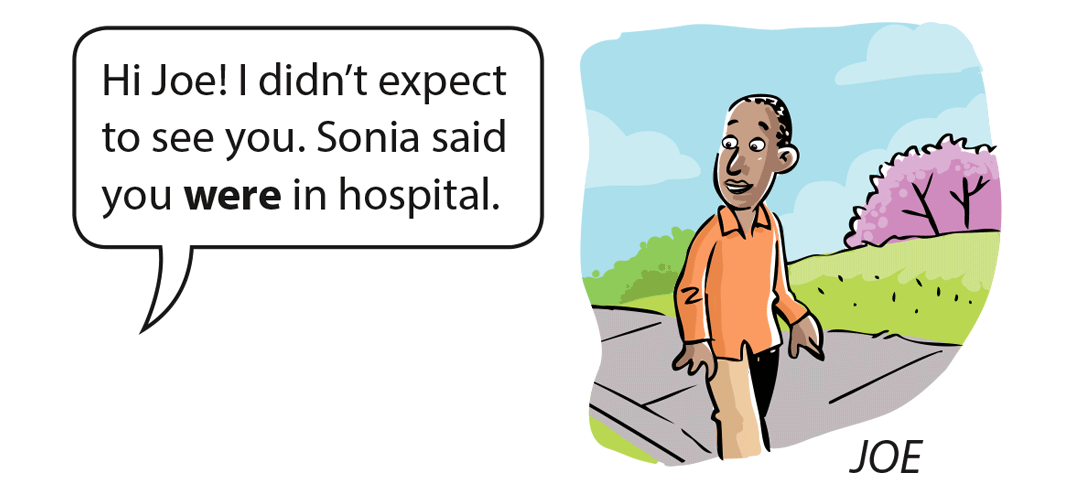 Hi Joe! I didn’t expect
to see you. Sonia said
you were in hospital.
JOE